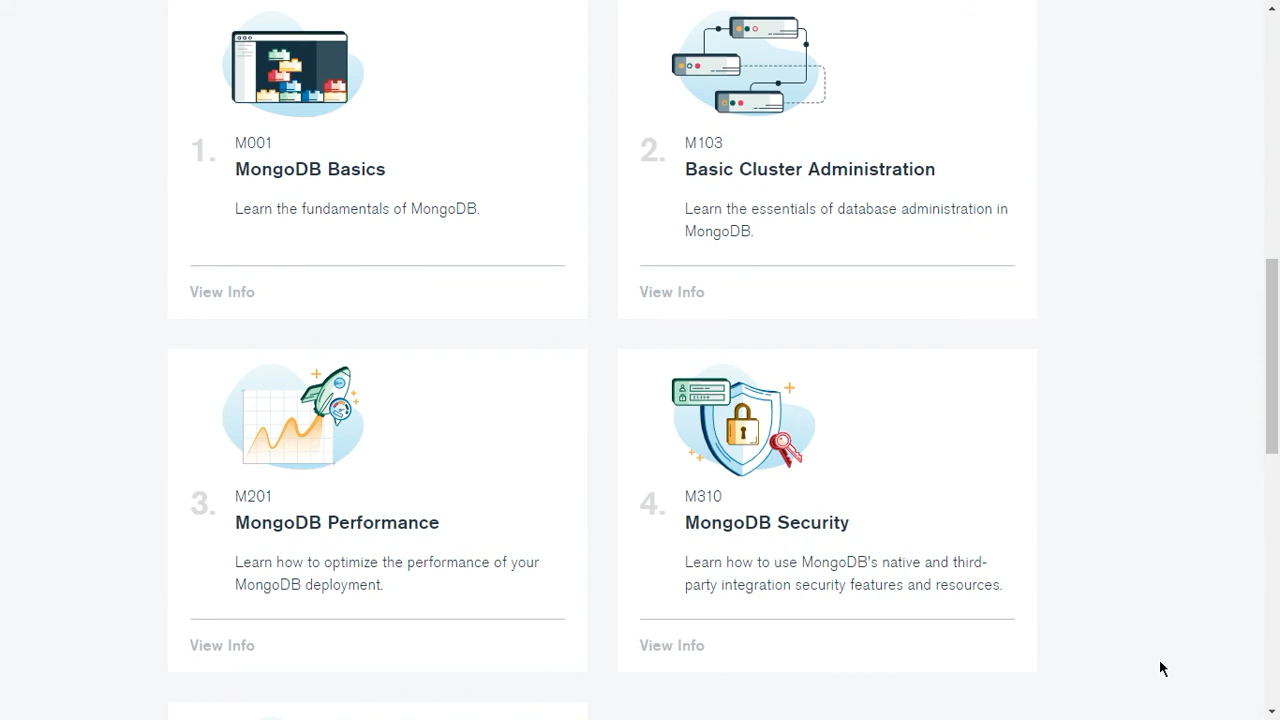 1.
M001
MongoDB Basics
Learn the fundamentals of MongoDB.
View Info
2.
M103
Basic Cluster Administration
Learn the essentials of database administration in
MongoDB.
View Info
3.
M201
MongoDB Performance
Learn how to optimize the performance of your
MongoDB deployment.
View Info
4.
M310
MongoDB Security
Learn how to use MongoDB's native and third-
party integration security features and resources.
View Info